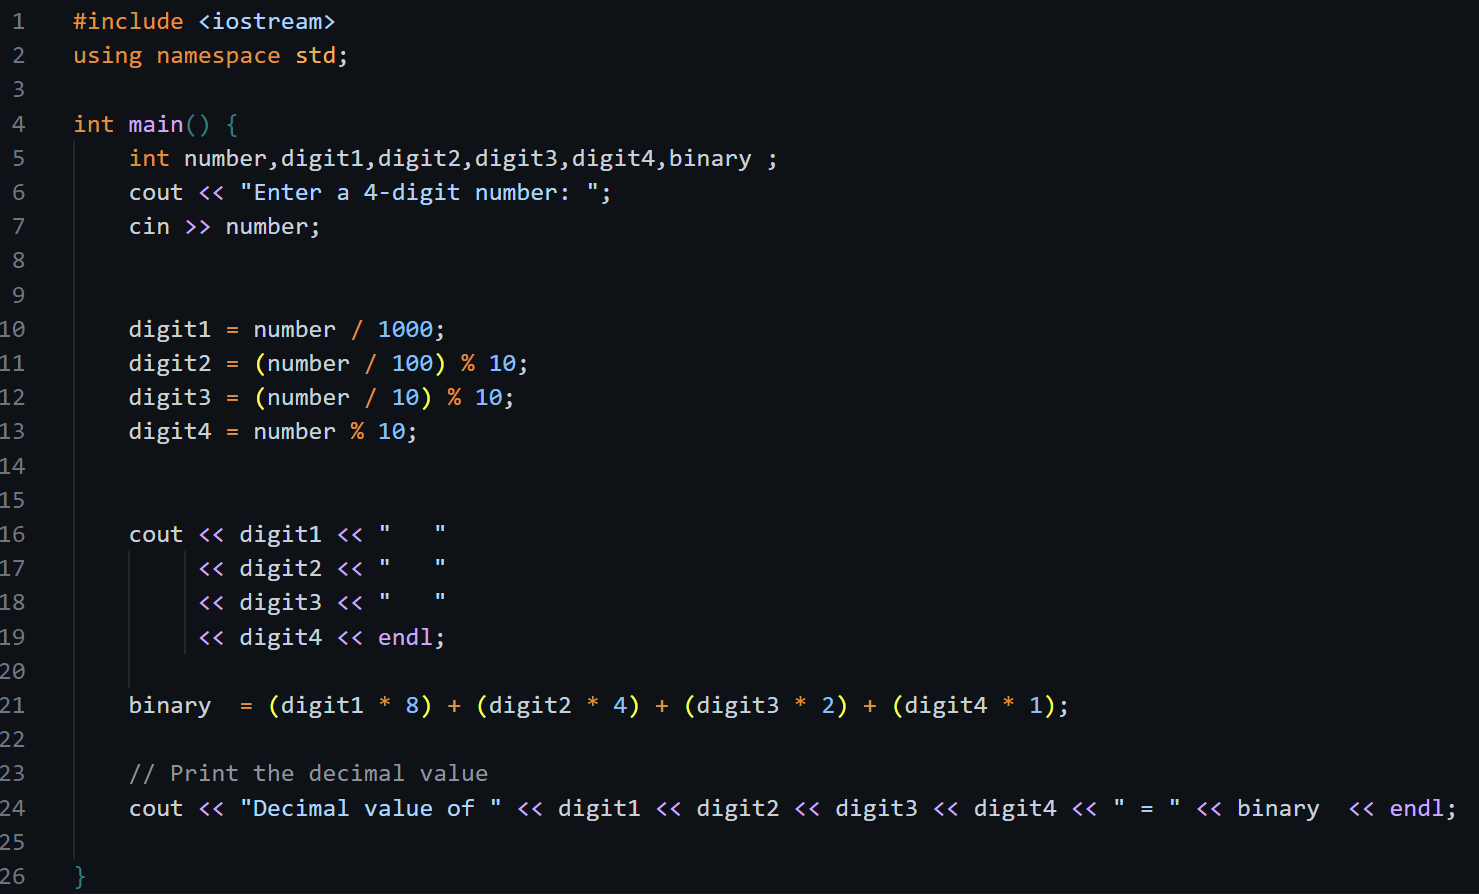 1 #include <iostream>
2 using namespace std;
3
4 int main() {
5     int number,digit1,digit2,digit3,digit4,binary ;
6     cout << "Enter a 4-digit number: ";
7     cin >> number;
8
9
10     digit1 = number / 1000;
11     digit2 = (number / 100) % 10;
12     digit3 = (number / 10) % 10;
13     digit4 = number % 10;
14
15
16     cout << digit1 << "   "
17          << digit2 << "   "
18          << digit3 << "   "
19          << digit4 << endl;
20
21     binary  = (digit1 * 8) + (digit2 * 4) + (digit3 * 2) + (digit4 * 1);
22
23     // Print the decimal value
24     cout << "Decimal value of " << digit1 << digit2 << digit3 << digit4 << " = " << binary  << endl;
25
26 }